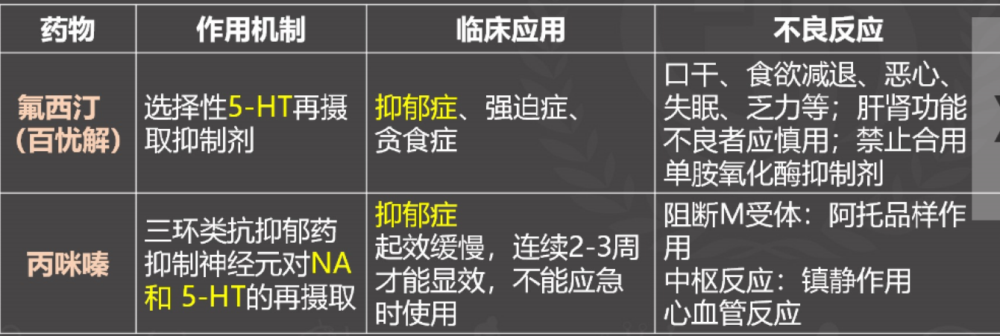 药物
作用机制
临床应用
不良反应
氟西汀
（百忧解）
选择性5-HT再摄
取抑制剂
抑郁症、强迫症、
贪食症
口干、食欲减退、恶心、
失眠、乏力等；肝肾功能
不良者应慎用；禁止合用
单胺氧化酶抑制剂
丙咪嗪
三环类抗抑郁药
抑制神经元对NA
和 5-HT的再摄取
抑郁症
起效缓慢，连续2-3周
才能显效，不能应急
时使用
阻断M受体：阿托品样作
用
中枢反应：镇静作用
心血管反应